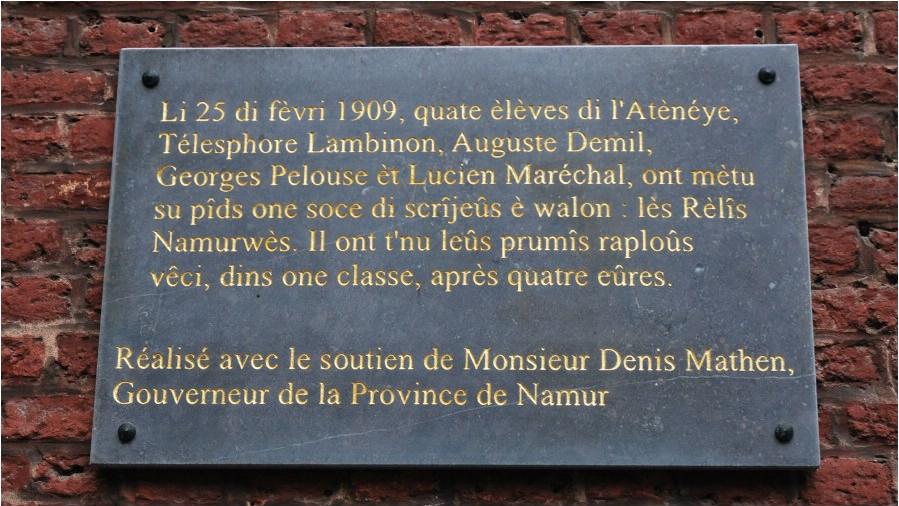 Li 25 di fèvri 1909, quate èlèves di l'Atènéye,
Télesphore Lambinon, Auguste Demil,
Georges Pelouse èt Lucien Maréchal, ont mètu
su pîds one soce di scrîjeûs è walon : lès Rèlîs
Namurwès. Il ont t'nu leûs prumîs raploûs
vêci, dins one classe, après quatre eûres.
Réalisé avec le soutien de Monsieur Denis Mathen,
Gouverneur de la Province de Namur